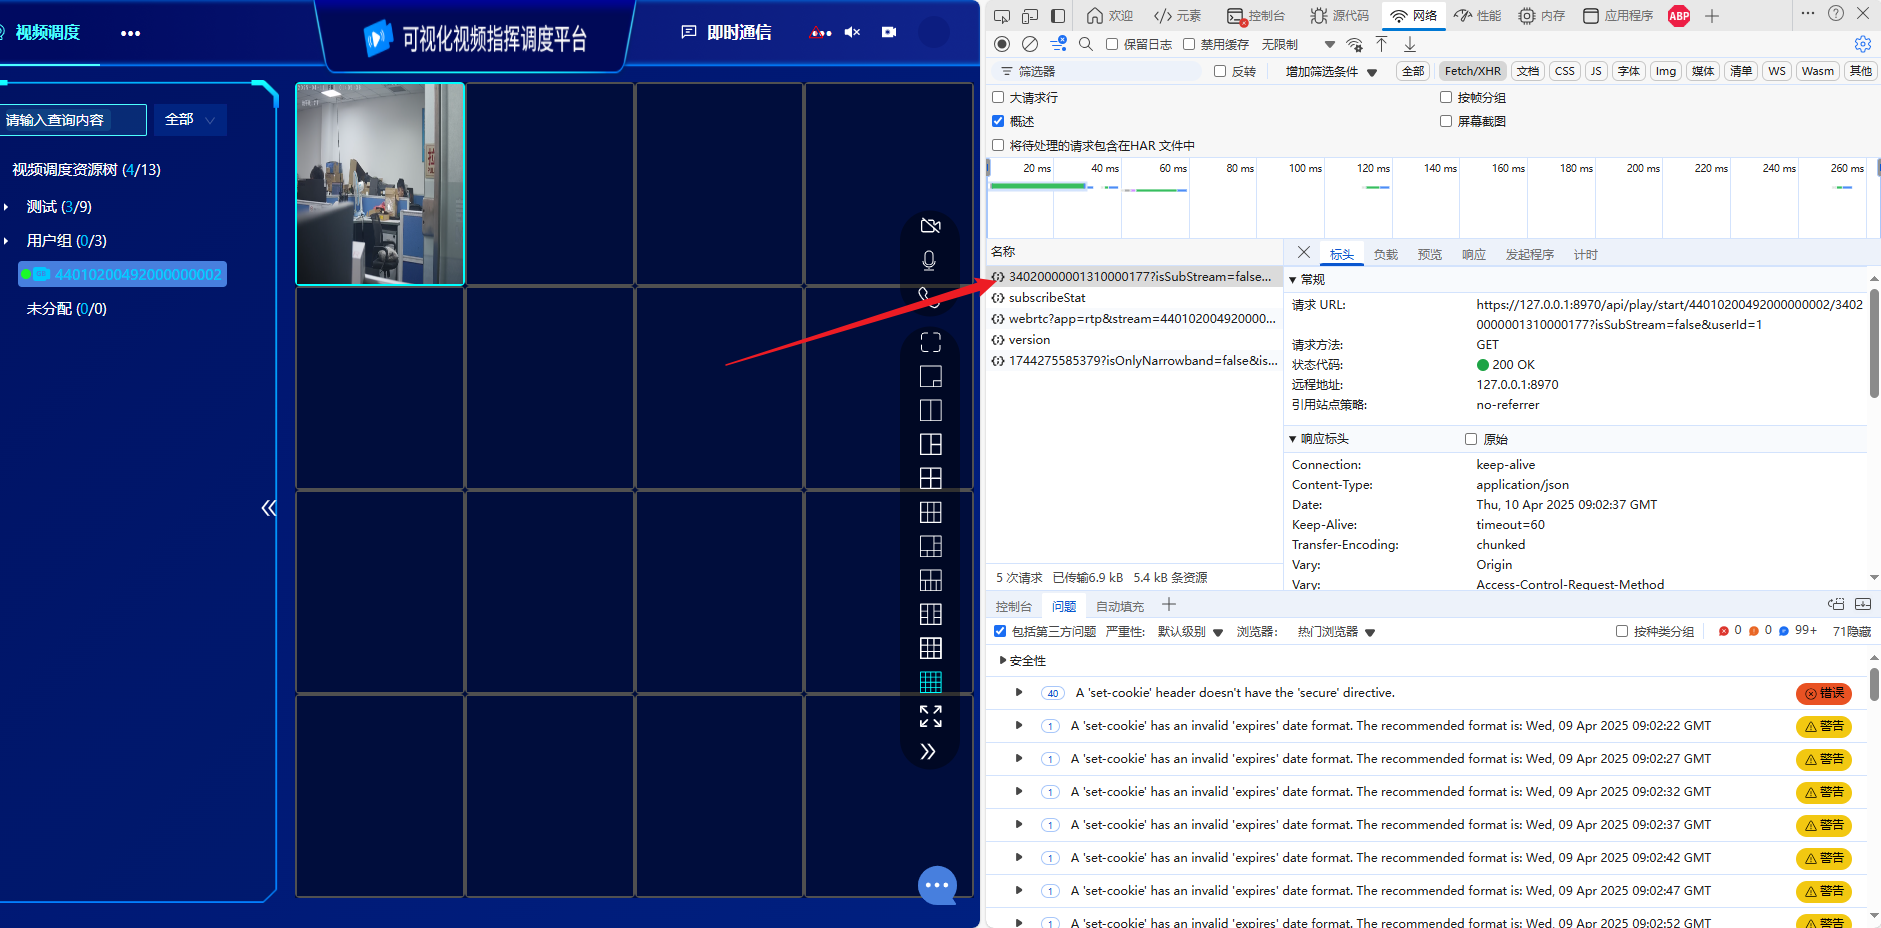 视频调度
可视化视频指挥调度平台
即时通信
请输入查询内容
全部
视频调度资源树 (4/13)
测试 (3/9)
用户组 (0/3)
44010200492000000002
未分配 (0/0)
欢迎
元素
控制台
源代码
网络
性能
内存
应用程序
ABP
保留日志
禁用缓存
无限制
筛选器
反转
增加筛选条件
全部
Fetch/XHR
文档
CSS
JS
字体
Img
媒体
清单
WS
Wasm
其他
大请求行
按帧分组
概述
屏幕截图
将待处理的请求包含在HAR 文件中
20 ms
40 ms
60 ms
80 ms
100 ms
120 ms
140 ms
160 ms
180 ms
200 ms
220 ms
240 ms
260 ms
名称
34020000001310000177?isSubStream=false...
subscribeStat
webrtc?app=rtp&stream=440102004920000...
version
1744275585379?isOnlyNarrowband=false&is...
5 次请求 已传输6.9 kB 5.4 kB 条资源
标头
负载
预览
响应
发起程序
计时
常规
请求 URL:
https://127.0.0.1:8970/api/play/start/44010200492000000002/3402
0000001310000177?isSubStream=false&userId=1
请求方法:
GET
状态代码:
200 OK
远程地址:
127.0.0.1:8970
引用站点策略:
no-referrer
响应标头
原始
Connection:
keep-alive
Content-Type:
application/json
Date:
Thu, 10 Apr 2025 09:02:37 GMT
Keep-Alive:
timeout=60
Transfer-Encoding:
chunked
Vary:
Origin
Vary:
Access-Control-Request-Method
控制台
问题
自动填充
包括第三方问题
严重性:
默认级别
浏览器:
热门浏览器
按种类分组
0
0
99+
71隐藏
安全性
40 A 'set-cookie' header doesn't have the 'secure' directive. 错误
1 A 'set-cookie' has an invalid 'expires' date format. The recommended format is: Wed, 09 Apr 2025 09:02:22 GMT 警告
1 A 'set-cookie' has an invalid 'expires' date format. The recommended format is: Wed, 09 Apr 2025 09:02:27 GMT 警告
1 A 'set-cookie' has an invalid 'expires' date format. The recommended format is: Wed, 09 Apr 2025 09:02:32 GMT 警告
1 A 'set-cookie' has an invalid 'expires' date format. The recommended format is: Wed, 09 Apr 2025 09:02:37 GMT 警告
1 A 'set-cookie' has an invalid 'expires' date format. The recommended format is: Wed, 09 Apr 2025 09:02:42 GMT 警告
1 A 'set-cookie' has an invalid 'expires' date format. The recommended format is: Wed, 09 Apr 2025 09:02:47 GMT 警告
1 A 'set-cookie' has an invalid 'expires' date format. The recommended format is: Wed, 09 Apr 2025 09:02:52 GMT 警告